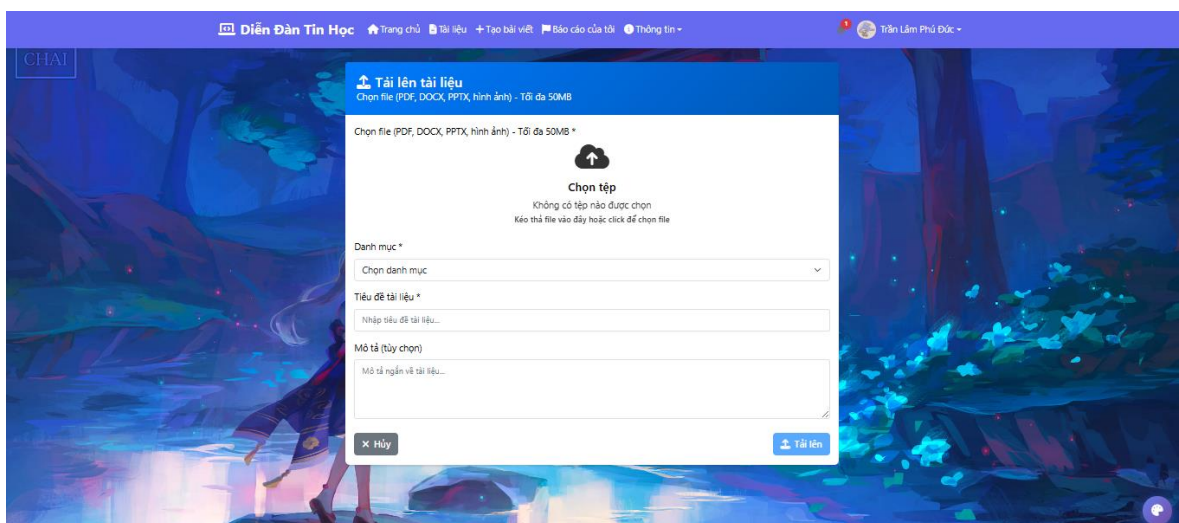 Diễn Đàn Tin Học Trang chủ Tài liệu Tạo bài viết Báo cáo của tôi Thông tin Trần Lâm Phú Đức
CHAI
Tải lên tài liệu
Chọn file (PDF, DOCX, PPTX, hình ảnh) - Tối đa 50MB
Chọn file (PDF, DOCX, PPTX, hình ảnh) - Tối đa 50MB *
Chọn tệp
Không có tệp nào được chọn
Kéo thả file vào đây hoặc click để chọn file
Danh mục *
Chọn danh mục
Tiêu đề tài liệu *
Nhập tiêu đề tài liệu...
Mô tả (tùy chọn)
Mô tả ngắn về tài liệu...
Hủy Tải lên